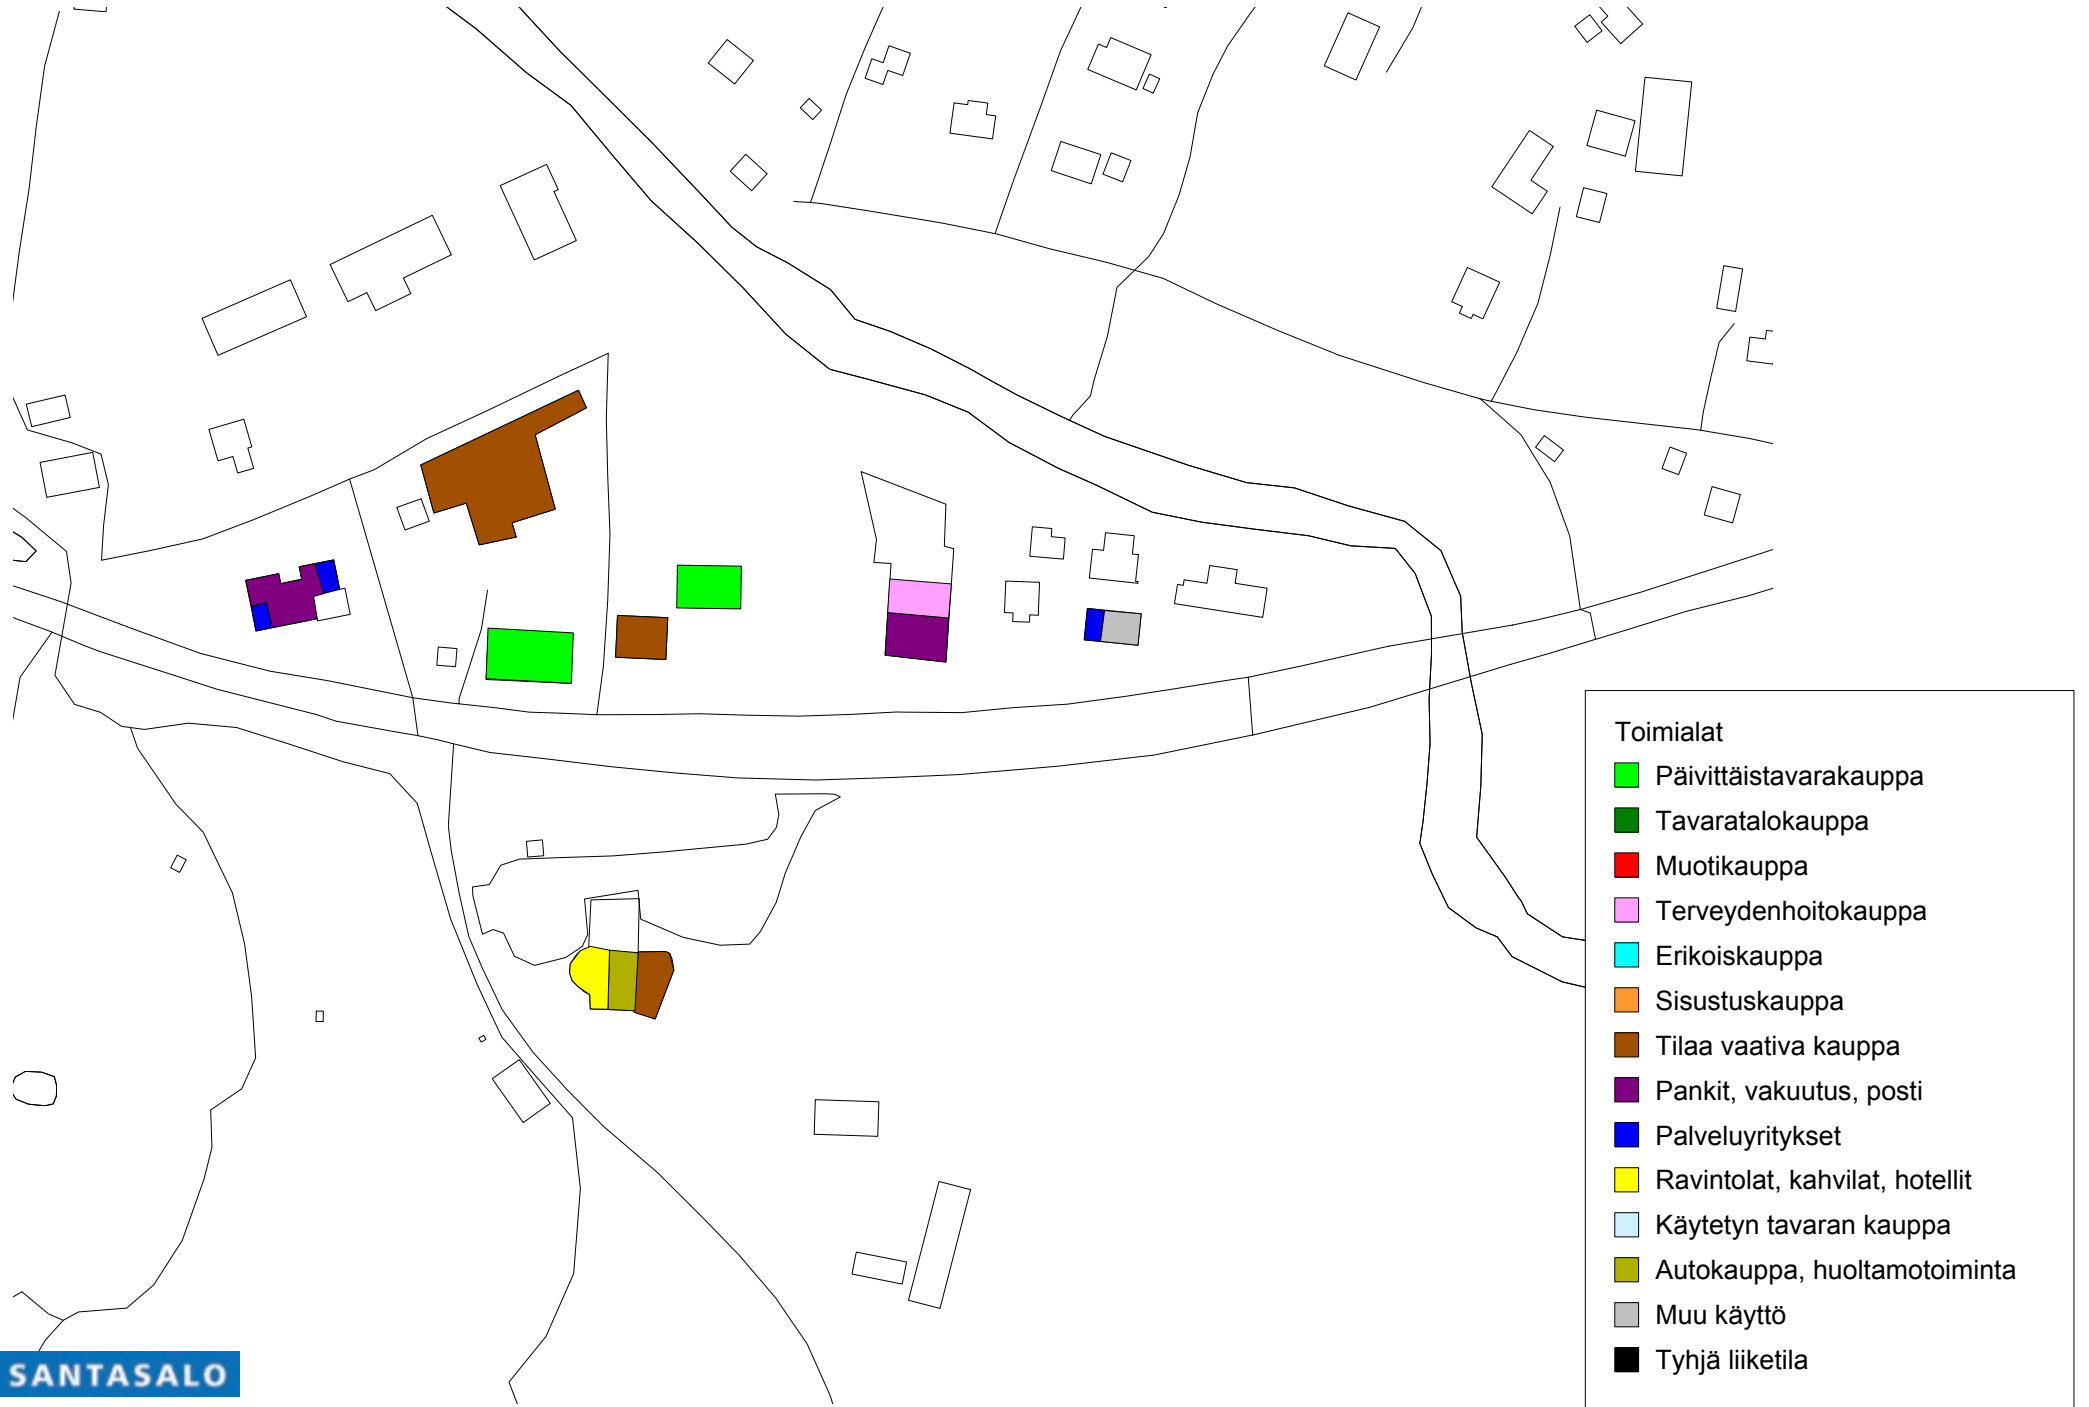 Toimialat
Päivittäistavarakauppa
Tavaratalokauppa
Muotikauppa
Terveydenhoitokauppa
Erikoiskauppa
Sisustuskauppa
Tilaa vaativa kauppa
Pankit, vakuutus, posti
Palveluyritykset
Ravintolat, kahvilat, hotellit
Käytetyn tavaran kauppa
Autokauppa, huoltamotoiminta
Muu käyttö
Tyhjä liiketila
SANTASALO